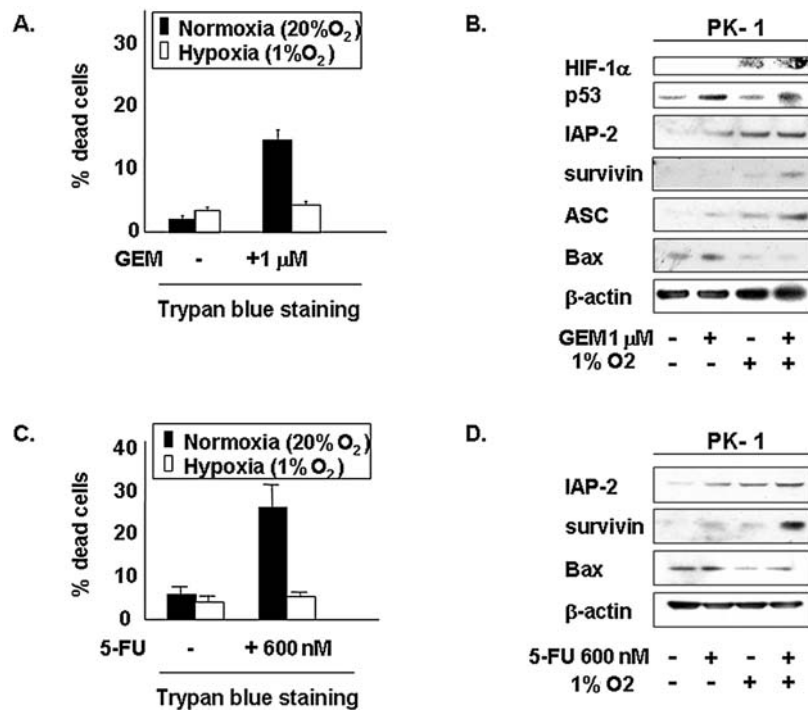 A.
Normoxia (20%O₂)
Hypoxia (1%O₂)
% dead cells
30
20
10
0
GEM - +1 µM
Trypan blue staining
B.
PK- 1
HIF-1α
p53
IAP-2
survivin
ASC
Bax
β-actin
GEM1 µM - + - +
1% O2 - - + +
C.
Normoxia (20% O₂)
Hypoxia (1% O₂)
% dead cells
40
30
20
10
0
5-FU - + 600 nM
Trypan blue staining
D.
PK- 1
IAP-2
survivin
Bax
β-actin
5-FU 600 nM - + - +
1% O2 - - + +